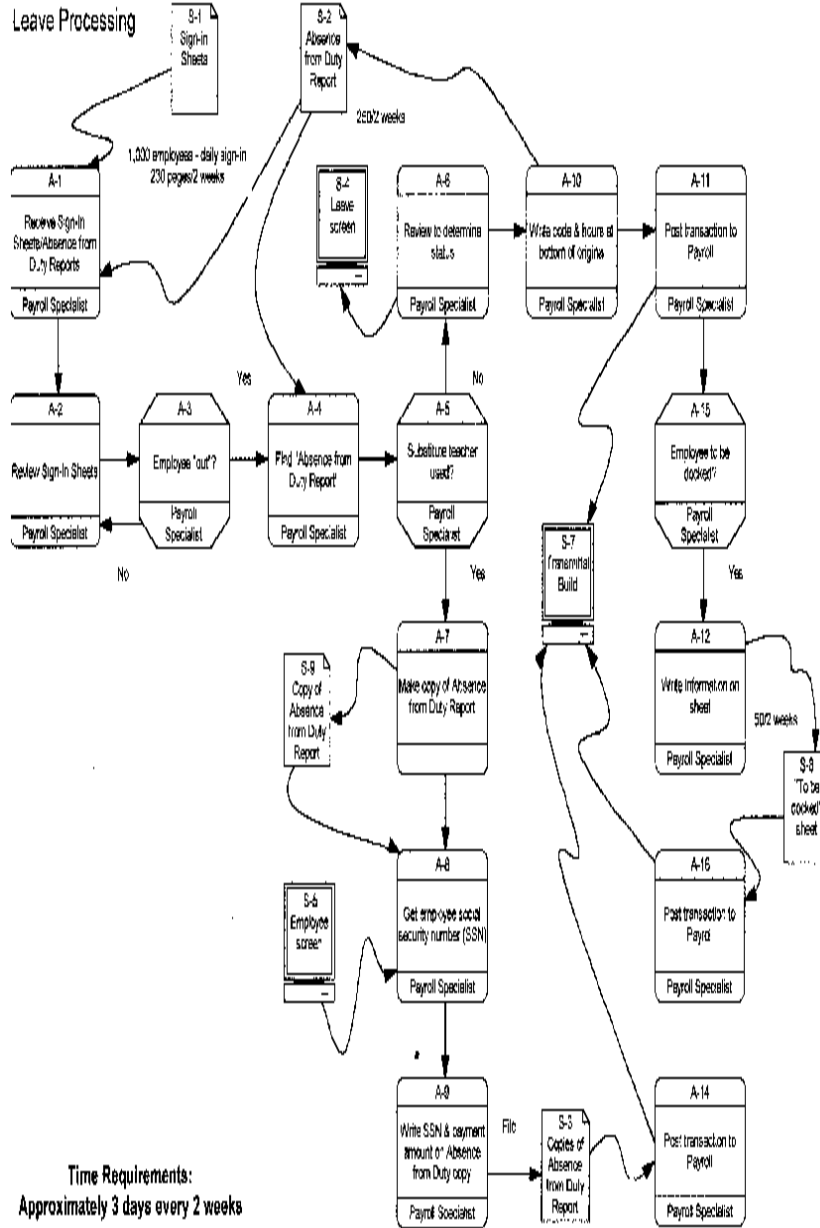 Leave Processing
S-1
Sign-in
Sheets
S-2
Absence
from Duty
Report
250/2 weeks
1,000 employees - daily sign-in
230 pages/2 weeks
A-1
Receive Sign-In
Sheets/Absence from
Duty Reports
Payroll Specialist
S-4
Leave
screen
A-6
Review to determine
status
Payroll Specialist
A-10
Write code & hours at
bottom of original
Payroll Specialist
A-11
Post transaction to
Payroll
Payroll Specialist
Yes
No
A-2
Review Sign-In Sheets
Payroll Specialist
A-3
Employee "out"?
Payroll
Specialist
No
A-4
Find "Absence from
Duty Report"
Payroll Specialist
A-5
Substitute teacher
used?
Payroll
Specialist
Yes
A-15
Employee to be
docked?
Payroll
Specialist
Yes
S-7
Transmittal
Build
S-9
Copy of
Absence
from Duty
Report
A-7
Make copy of Absence
from Duty Report
Payroll Specialist
A-12
Write information on
sheet
Payroll Specialist
50/2 weeks
"To be
docked"
sheet
A-8
Get employee social
security number (SSN)
Payroll Specialist
Employee
screen
A-16
Post transaction to
Payrol
Payroll Specialist
A-9
Write SSN & payment
amount on Absence
from Duty copy
Payroll Specialist
File
S-3
Copies of
Absence
from Duty
Report
A-14
Post transaction to
Payroll
Payroll Specialist
Time Requirements:
Approximately 3 days every 2 weeks